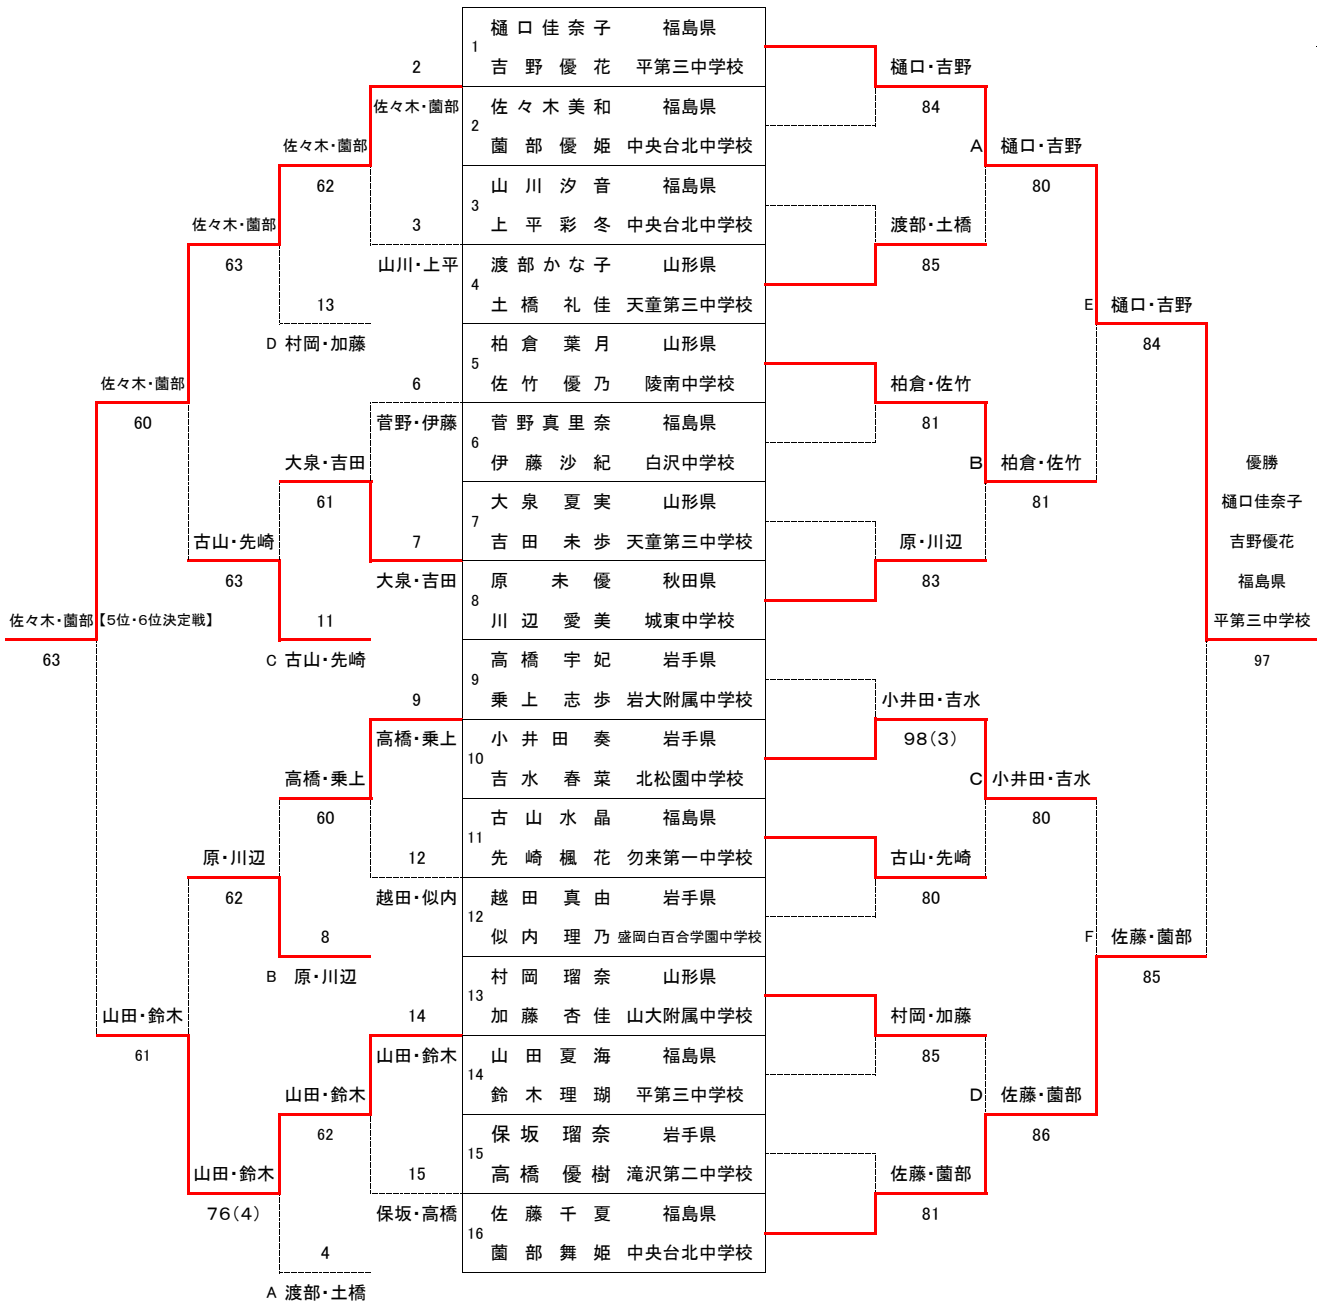 樋口佳奈子 福島県
1
吉野優花 平第三中学校
佐々木美和 福島県
2
薗部優姫 中央台北中学校
山川汐音 福島県
3
上平彩冬 中央台北中学校
渡部かな子 山形県
4
土橋礼佳 天童第三中学校
柏倉葉月 山形県
5
佐竹優乃 陵南中学校
菅野真里奈 福島県
6
伊藤沙紀 白沢中学校
大泉夏実 山形県
7
吉田未歩 天童第三中学校
原未優 秋田県
8
川辺愛美 城東中学校
高橋宇妃 岩手県
9
乗上志歩 岩大附属中学校
小井田奏 岩手県
10
吉水春菜 北松園中学校
古山水晶 福島県
11
先崎楓花 勿来第一中学校
越田真由 岩手県
12
似内理乃 盛岡白百合学園中学校
村岡瑠奈 山形県
13
加藤杏佳 山大附属中学校
山田夏海 福島県
14
鈴木理瑚 平第三中学校
保坂瑠奈 岩手県
15
高橋優樹 滝沢第二中学校
佐藤千夏 福島県
16
薗部舞姫 中央台北中学校
樋口・吉野
84
渡部・土橋
85
柏倉・佐竹
81
原・川辺
83
小井田・吉水
98(3)
古山・先崎
80
村岡・加藤
85
佐藤・薗部
81
A 樋口・吉野
80
B 柏倉・佐竹
81
C 小井田・吉水
80
D 佐藤・薗部
86
E 樋口・吉野
84
F 佐藤・薗部
85
優勝
樋口佳奈子
吉野優花
福島県
平第三中学校
97
2
佐々木・薗部
3
山川・上平
6
菅野・伊藤
7
大泉・吉田
9
高橋・乗上
12
越田・似内
14
山田・鈴木
15
保坂・高橋
佐々木・薗部
62
13
D 村岡・加藤
大泉・吉田
61
11
C 古山・先崎
高橋・乗上
60
8
B 原・川辺
山田・鈴木
62
4
A 渡部・土橋
佐々木・薗部
63
古山・先崎
63
原・川辺
62
山田・鈴木
76(4)
佐々木・薗部
60
山田・鈴木
61
佐々木・薗部【5位・6位決定戦】
63